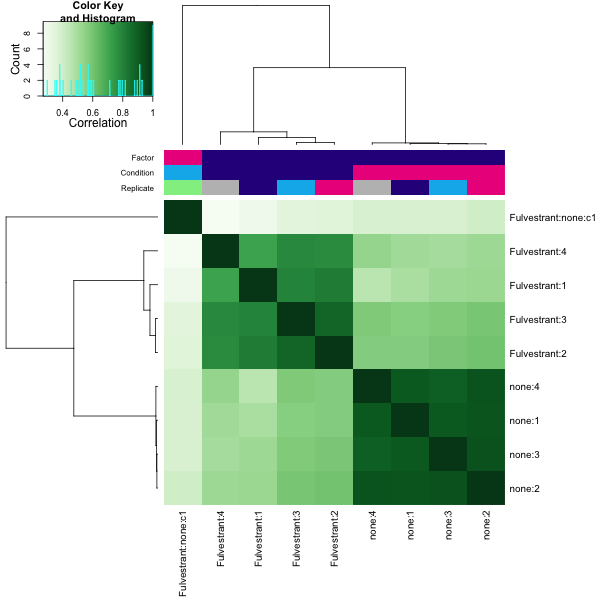 Color Key
and Histogram
Count
0 2 4 6 8
0.4 0.6 0.8 1
Correlation
Factor
Condition
Replicate
Fulvestrant:none:c1
Fulvestrant:4
Fulvestrant:1
Fulvestrant:3
Fulvestrant:2
none:4
none:1
none:3
none:2
Fulvestrant:none:c1
Fulvestrant:4
Fulvestrant:1
Fulvestrant:3
Fulvestrant:2
none:4
none:1
none:3
none:2